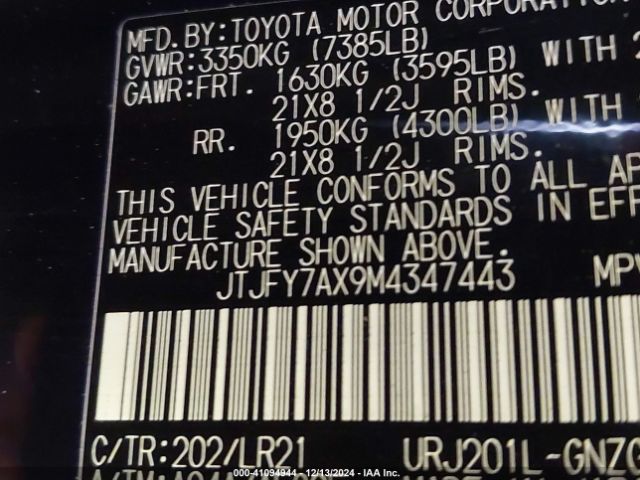 MFD.BY:TOYOTA MOTOR CORPORATION
GVWR:3350KG (7385LB)
GAWR:FRT. 1630KG (3595LB) WITH
21X8 1/2J RIMS.
RR. 1950KG (4300LB) WITH
21X8 1/2J RIMS.
THIS VEHICLE CONFORMS TO ALL
VEHICLE SAFETY STANDARDS IN
MANUFACTURE SHOWN ABOVE.
JTJFY7AX9M4347443 MPV
C/TR:202/LR21 URJ201L-GNZG
000-41094944 - 12/13/2024 - IAA Inc.